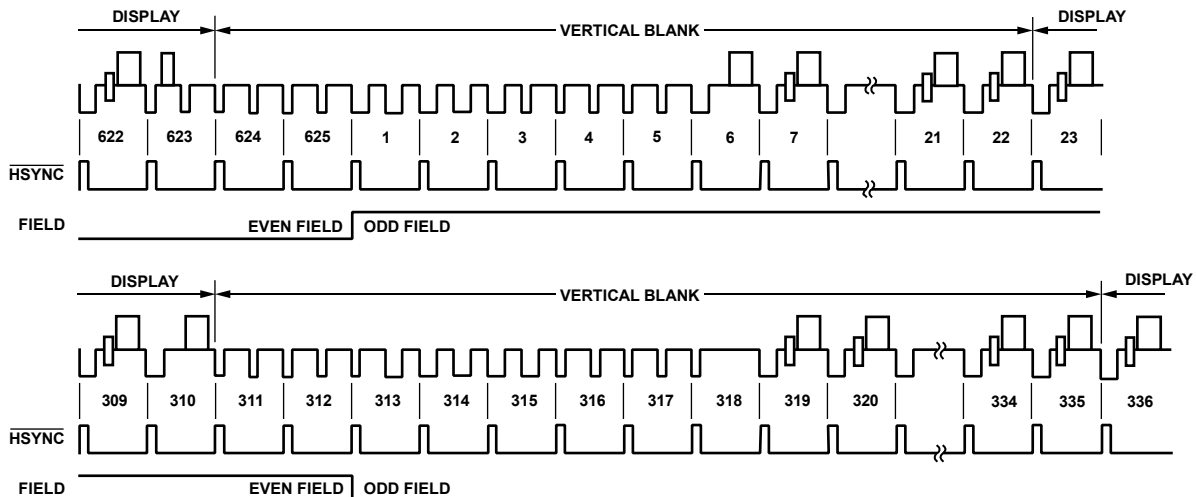 DISPLAY VERTICAL BLANK DISPLAY
622 623 624 625 1 2 3 4 5 6 7 21 22 23
HSYNC
FIELD EVEN FIELD ODD FIELD
DISPLAY VERTICAL BLANK DISPLAY
309 310 311 312 313 314 315 316 317 318 319 320 334 335 336
HSYNC
FIELD EVEN FIELD ODD FIELD